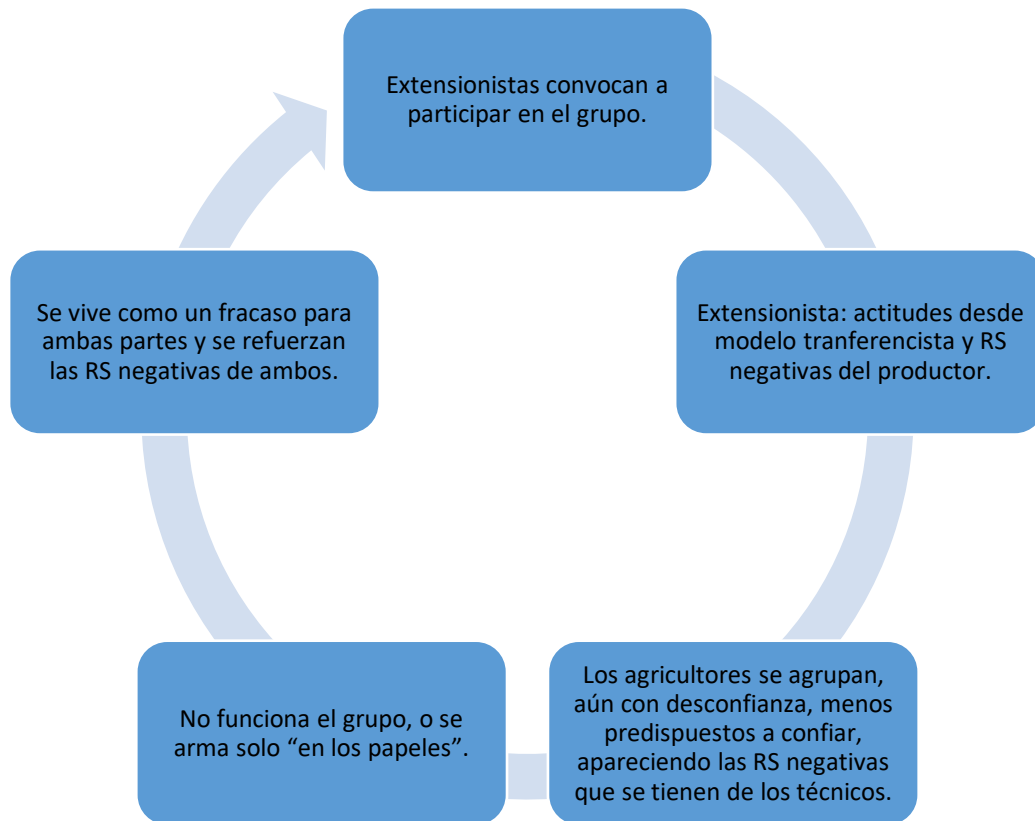 Extensionistas convocan a
participar en el grupo.
Extensionista: actitudes desde
modelo tranferencista y RS
negativas del productor.
Los agricultores se agrupan,
aún con desconfianza, menos
predispuestos a confiar,
apareciendo las RS negativas
que se tienen de los técnicos.
No funciona el grupo, o se
arma solo “en los papeles”.
Se vive como un fracaso para
ambas partes y se refuerzan
las RS negativas de ambos.